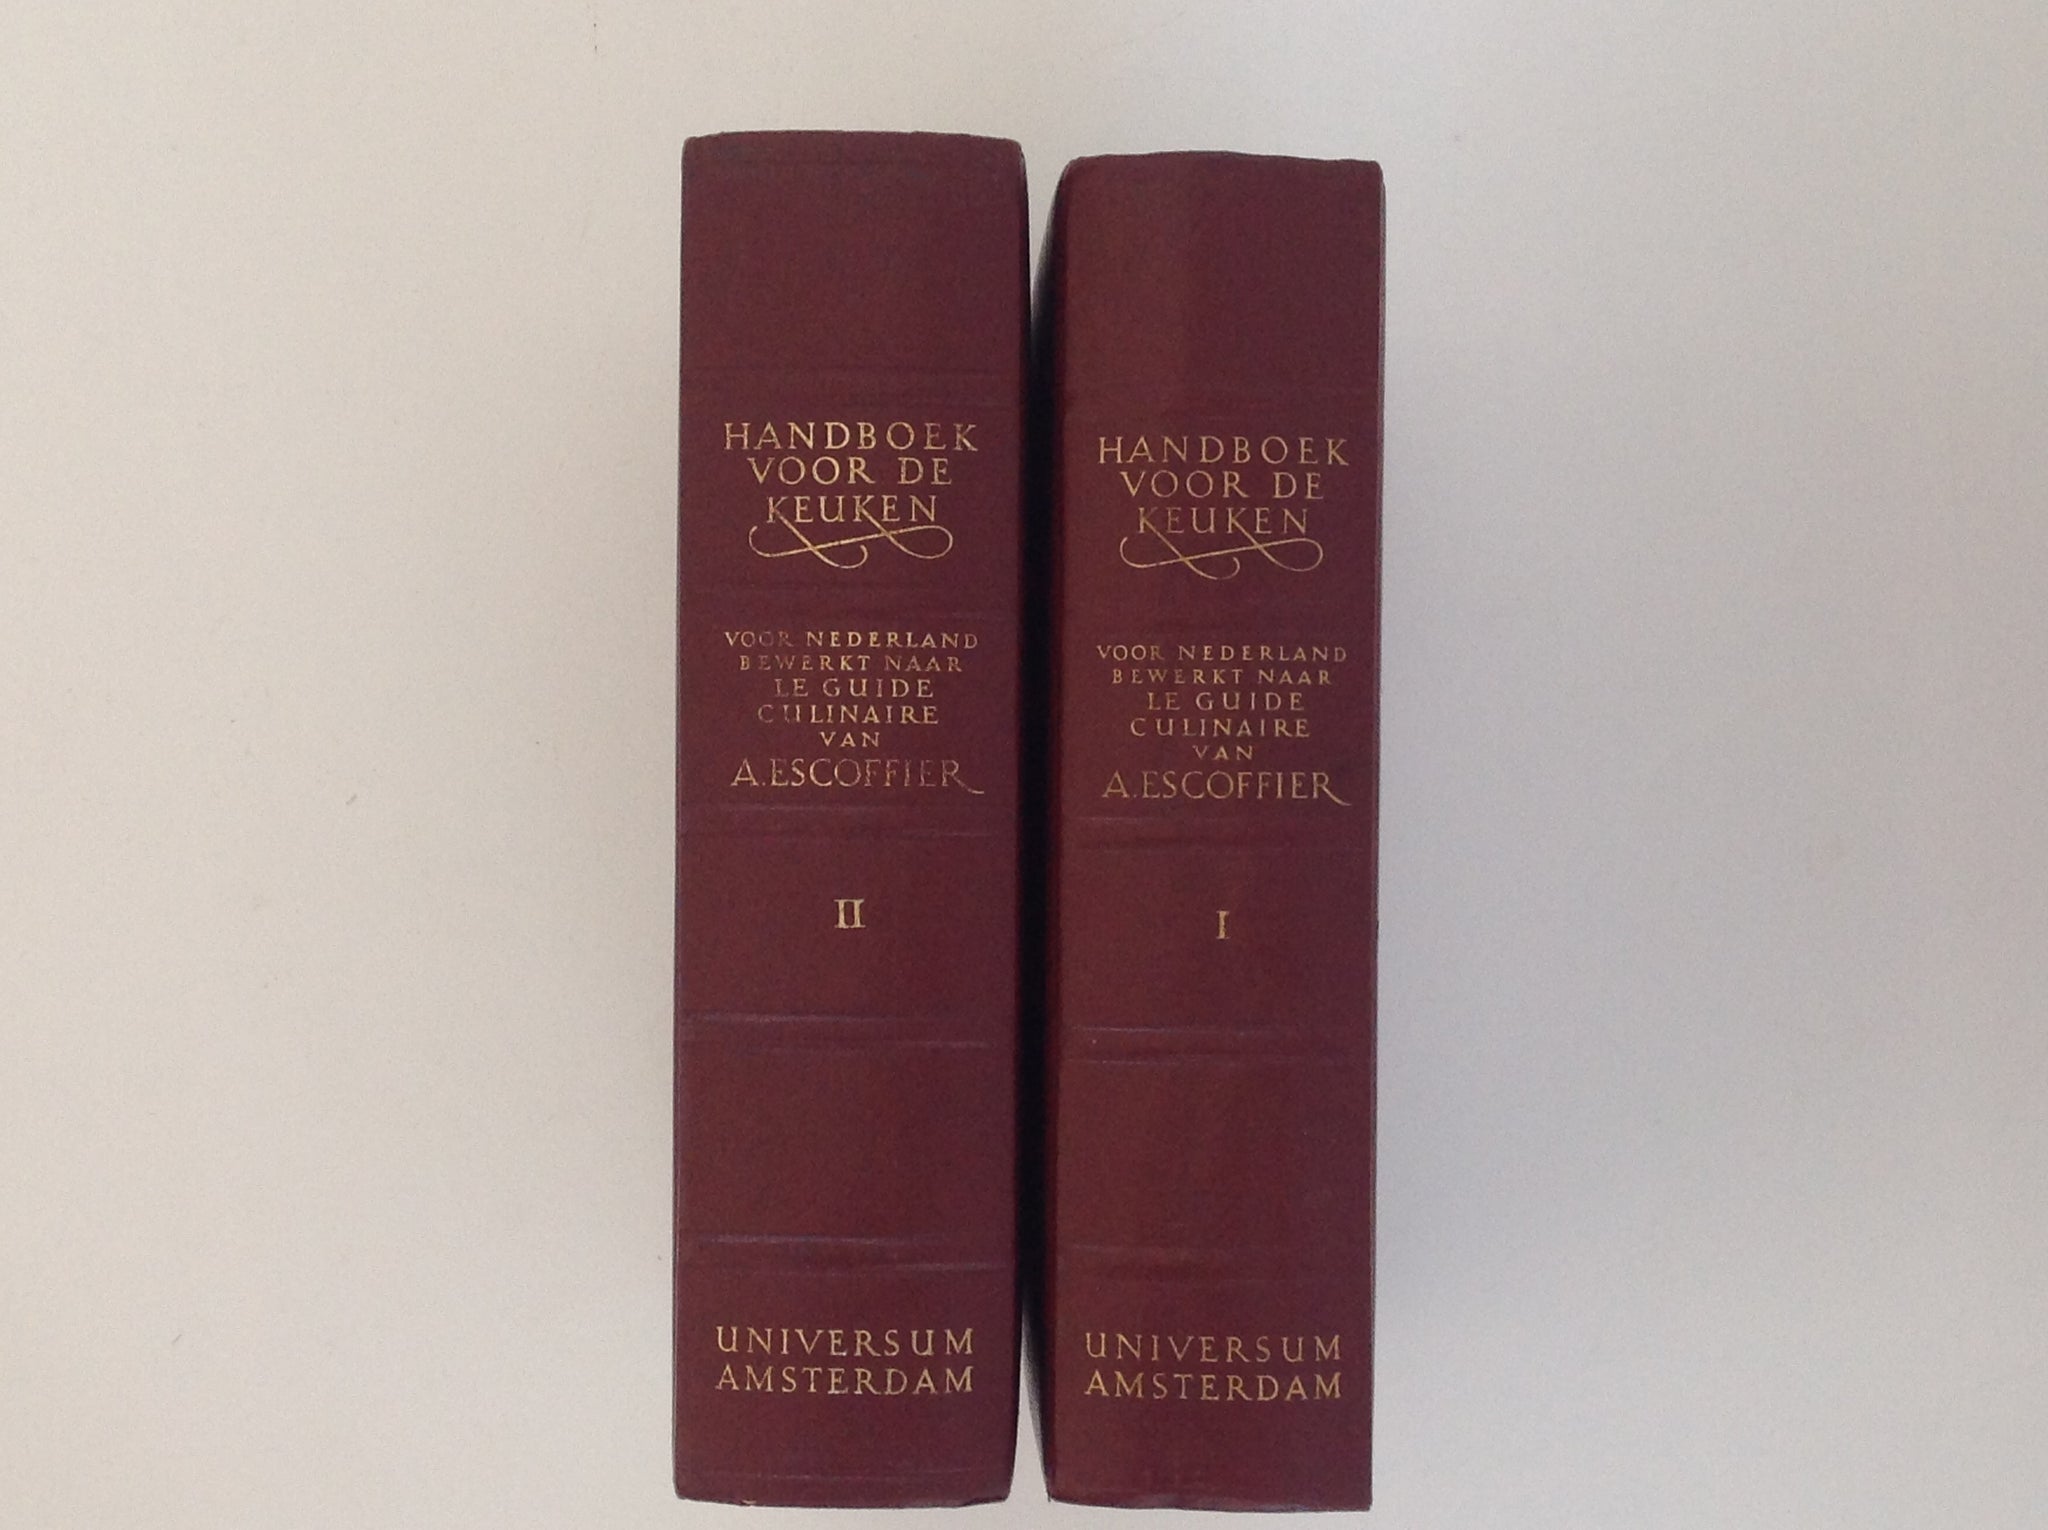 HANDBOEK
VOOR DE
KEUKEN
VOOR NEDERLAND
BEWERKT NAAR
LE GUIDE
CULINAIRE
VAN
A. ESCOFFIER
II
UNIVERSUM
AMSTERDAM
HANDBOEK
VOOR DE
KEUKEN
VOOR NEDERLAND
BEWERKT NAAR
LE GUIDE
CULINAIRE
VAN
A. ESCOFFIER
I
UNIVERSUM
AMSTERDAM